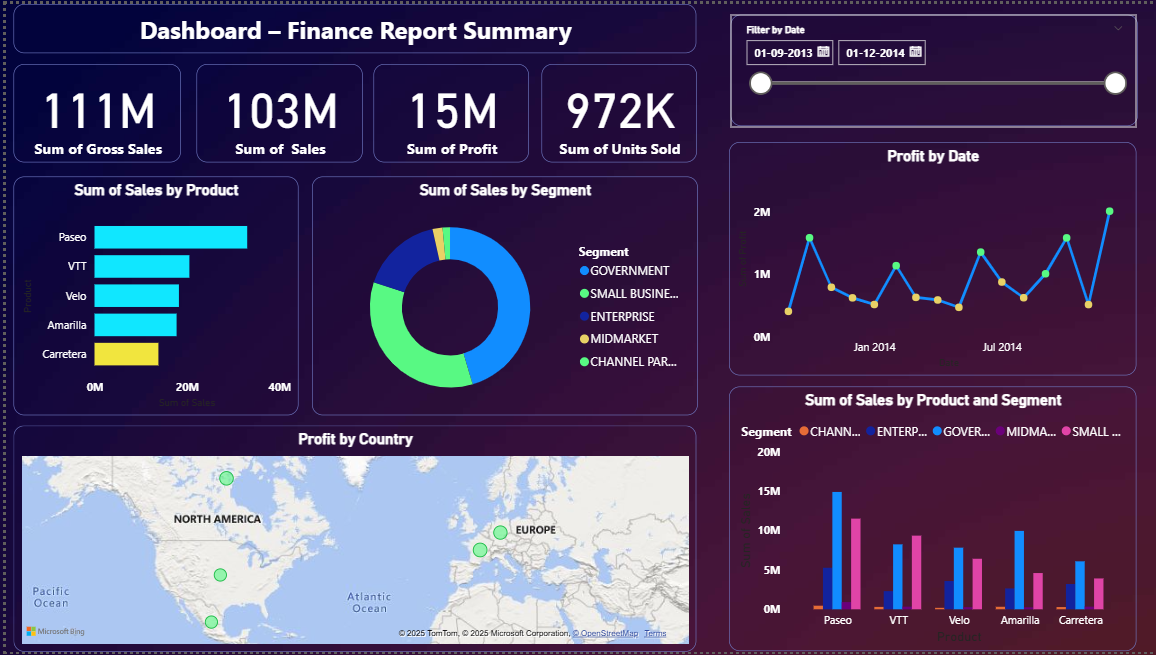 Dashboard – Finance Report Summary
111M
Sum of Gross Sales
103M
Sum of  Sales
15M
Sum of Profit
972K
Sum of Units Sold
Filter by Date
01-09-2013
01-12-2014
Sum of Sales by Product
Product
Paseo
VTT
Velo
Amarilla
Carretera
0M
20M
40M
Sum of Sales
Sum of Sales by Segment
Segment
GOVERNMENT
SMALL BUSINE...
ENTERPRISE
MIDMARKET
CHANNEL PAR...
Profit by Date
2M
1M
0M
Jan 2014
Jul 2014
Profit by Country
NORTH AMERICA
EUROPE
Pacific
Ocean
Atlantic
Ocean
Microsoft Bing
© 2025 TomTom, © 2025 Microsoft Corporation, © OpenStreetMap Terms
Sum of Sales by Product and Segment
Segment CHANN... ENTERP... GOVER... MIDMA... SMALL ...
20M
15M
10M
5M
0M
Paseo
VTT
Velo
Amarilla
Carretera
Product